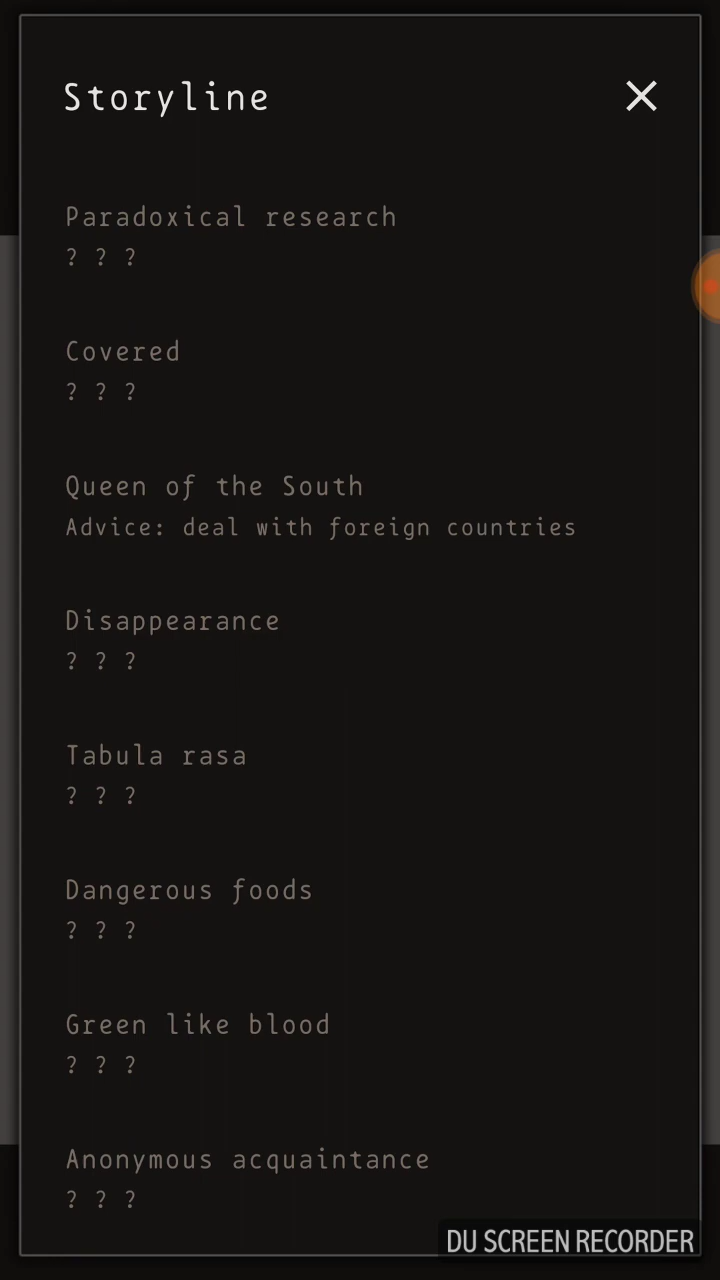 Storyline
Paradoxical research
? ? ?
Covered
? ? ?
Queen of the South
Advice: deal with foreign countries
Disappearance
? ? ?
Tabula rasa
? ? ?
Dangerous foods
? ? ?
Green like blood
? ? ?
Anonymous acquaintance
? ? ?
DU SCREEN RECORDER